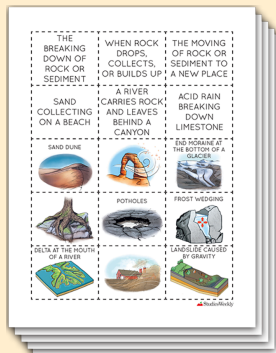 THE
BREAKING
DOWN OF
ROCK OR
SEDIMENT
WHEN ROCK
DROPS,
COLLECTS,
OR BUILDS UP
THE MOVING
OF ROCK OR
SEDIMENT TO
A NEW PLACE
SAND
COLLECTING
ON A BEACH
A RIVER
CARRIES ROCK
AND LEAVES
BEHIND A
CANYON
ACID RAIN
BREAKING
DOWN
LIMESTONE
SAND DUNE
END MORAINE AT
THE BOTTOM OF A
GLACIER
POTHOLES
FROST WEDGING
DELTA AT THE MOUTH
OF A RIVER
LANDSLIDE CAUSED
BY GRAVITY
StudiesWeekly